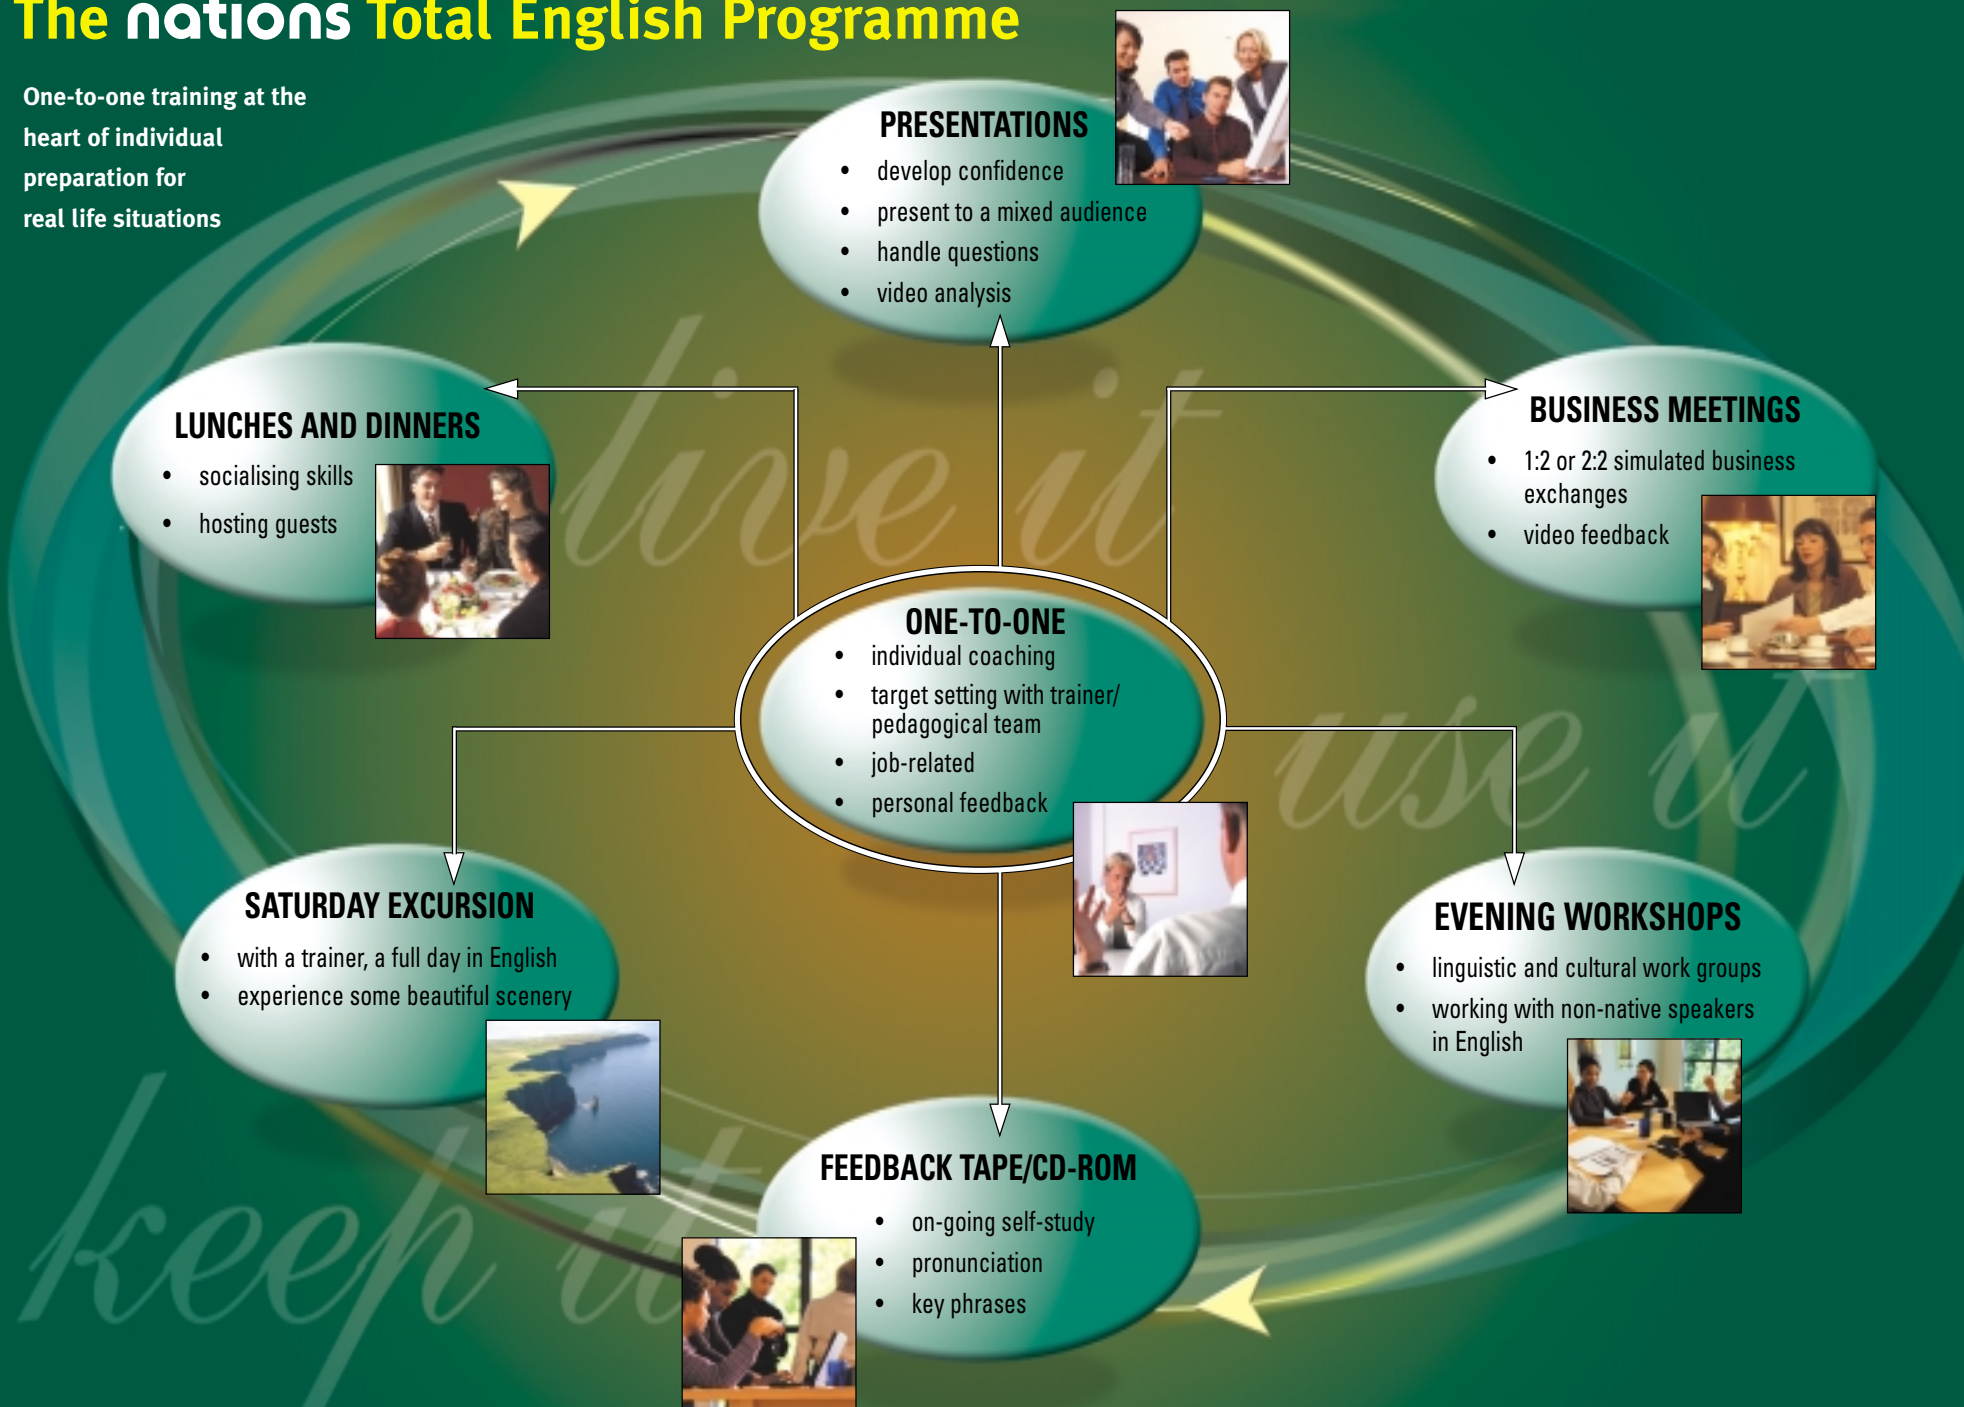 The nations Total English Programme
One-to-one training at the
heart of individual
preparation for
real life situations
PRESENTATIONS
• develop confidence
• present to a mixed audience
• handle questions
• video analysis
LUNCHES AND DINNERS
• socialising skills
• hosting guests
BUSINESS MEETINGS
• 1:2 or 2:2 simulated business
exchanges
• video feedback
live it
ONE-TO-ONE
• individual coaching
• target setting with trainer/
pedagogical team
• job-related
• personal feedback
use it
SATURDAY EXCURSION
• with a trainer, a full day in English
• experience some beautiful scenery
EVENING WORKSHOPS
• linguistic and cultural work groups
• working with non-native speakers
in English
keep it
FEEDBACK TAPE/CD-ROM
• on-going self-study
• pronunciation
• key phrases